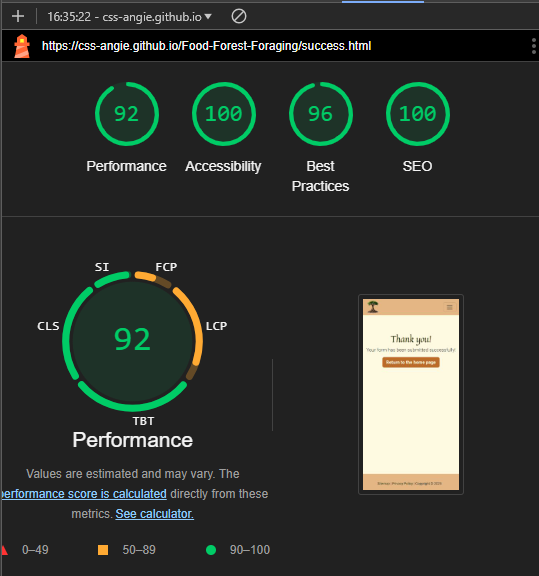 16:35:22 - css-angie.github.io
https://css-angie.github.io/Food-Forest-Foraging/success.html
92 100 96 100
Performance Accessibility Best Practices SEO
SI FCP
CLS LCP
92
TBT
Performance
Values are estimated and may vary. The
performance score is calculated directly from these
metrics. See calculator.
0–49 50–89 90–100
Thank you!
Your form has been submitted successfully!
Return to the home page